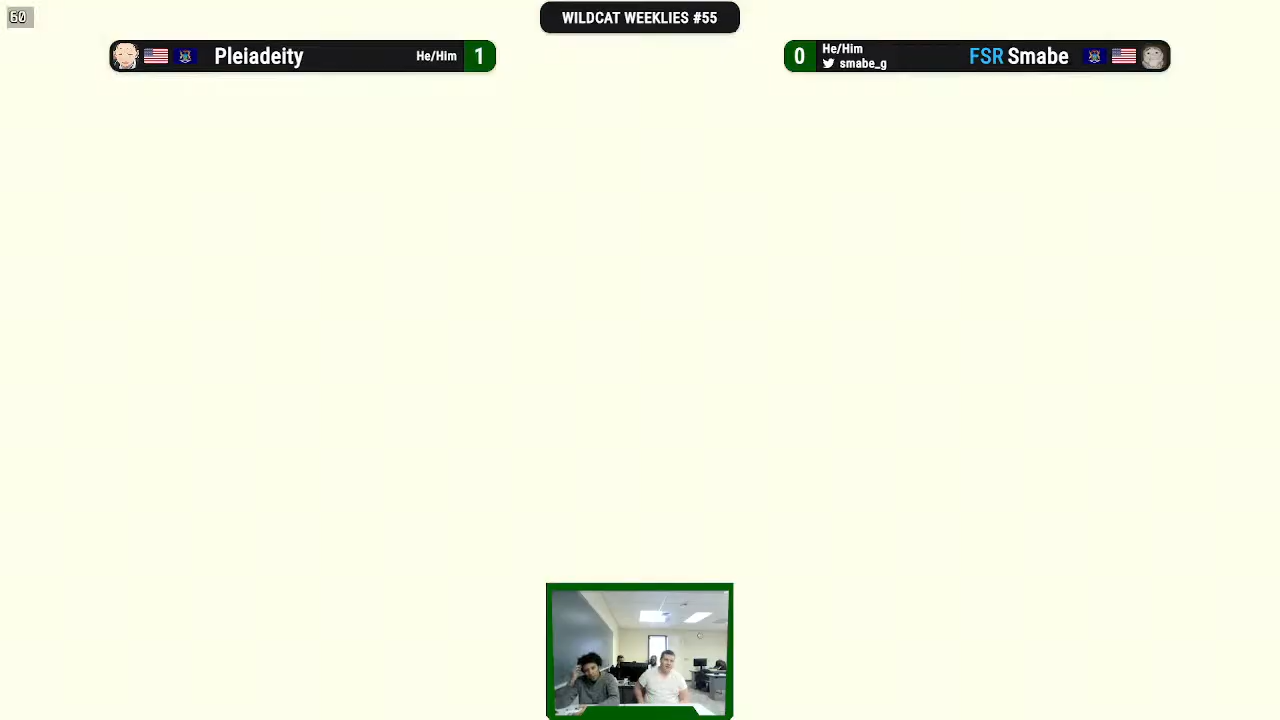 60
WILDCAT WEEKLIES #55
Pleiadeity
He/Him
1
0
He/Him
smabe_g
FSR Smabe